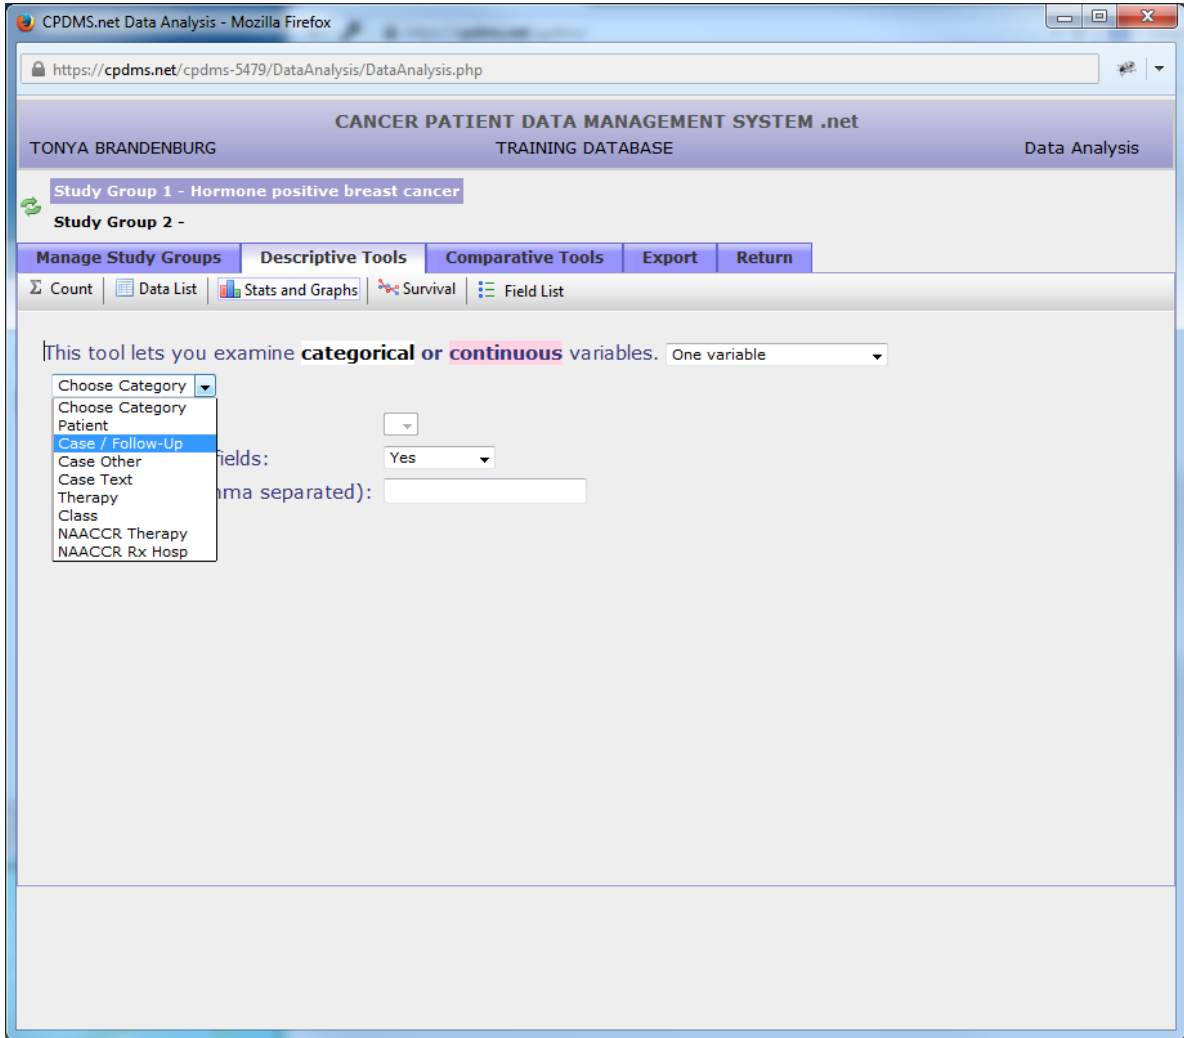 CPDMS.net Data Analysis - Mozilla Firefox
https://cpdms.net/cpdms-5479/DataAnalysis/DataAnalysis.php
CANCER PATIENT DATA MANAGEMENT SYSTEM .net
TONYA BRANDENBURG TRAINING DATABASE Data Analysis
Study Group 1 - Hormone positive breast cancer
Study Group 2 -
Manage Study Groups Descriptive Tools Comparative Tools Export Return
Σ Count Data List Stats and Graphs Survival Field List
This tool lets you examine categorical or continuous variables. One variable
Choose Category
Choose Category
Patient
Case / Follow-Up
Case Other fields: Yes
Case Text
Therapy separated):
Class
NAACCR Therapy
NAACCR Rx Hosp